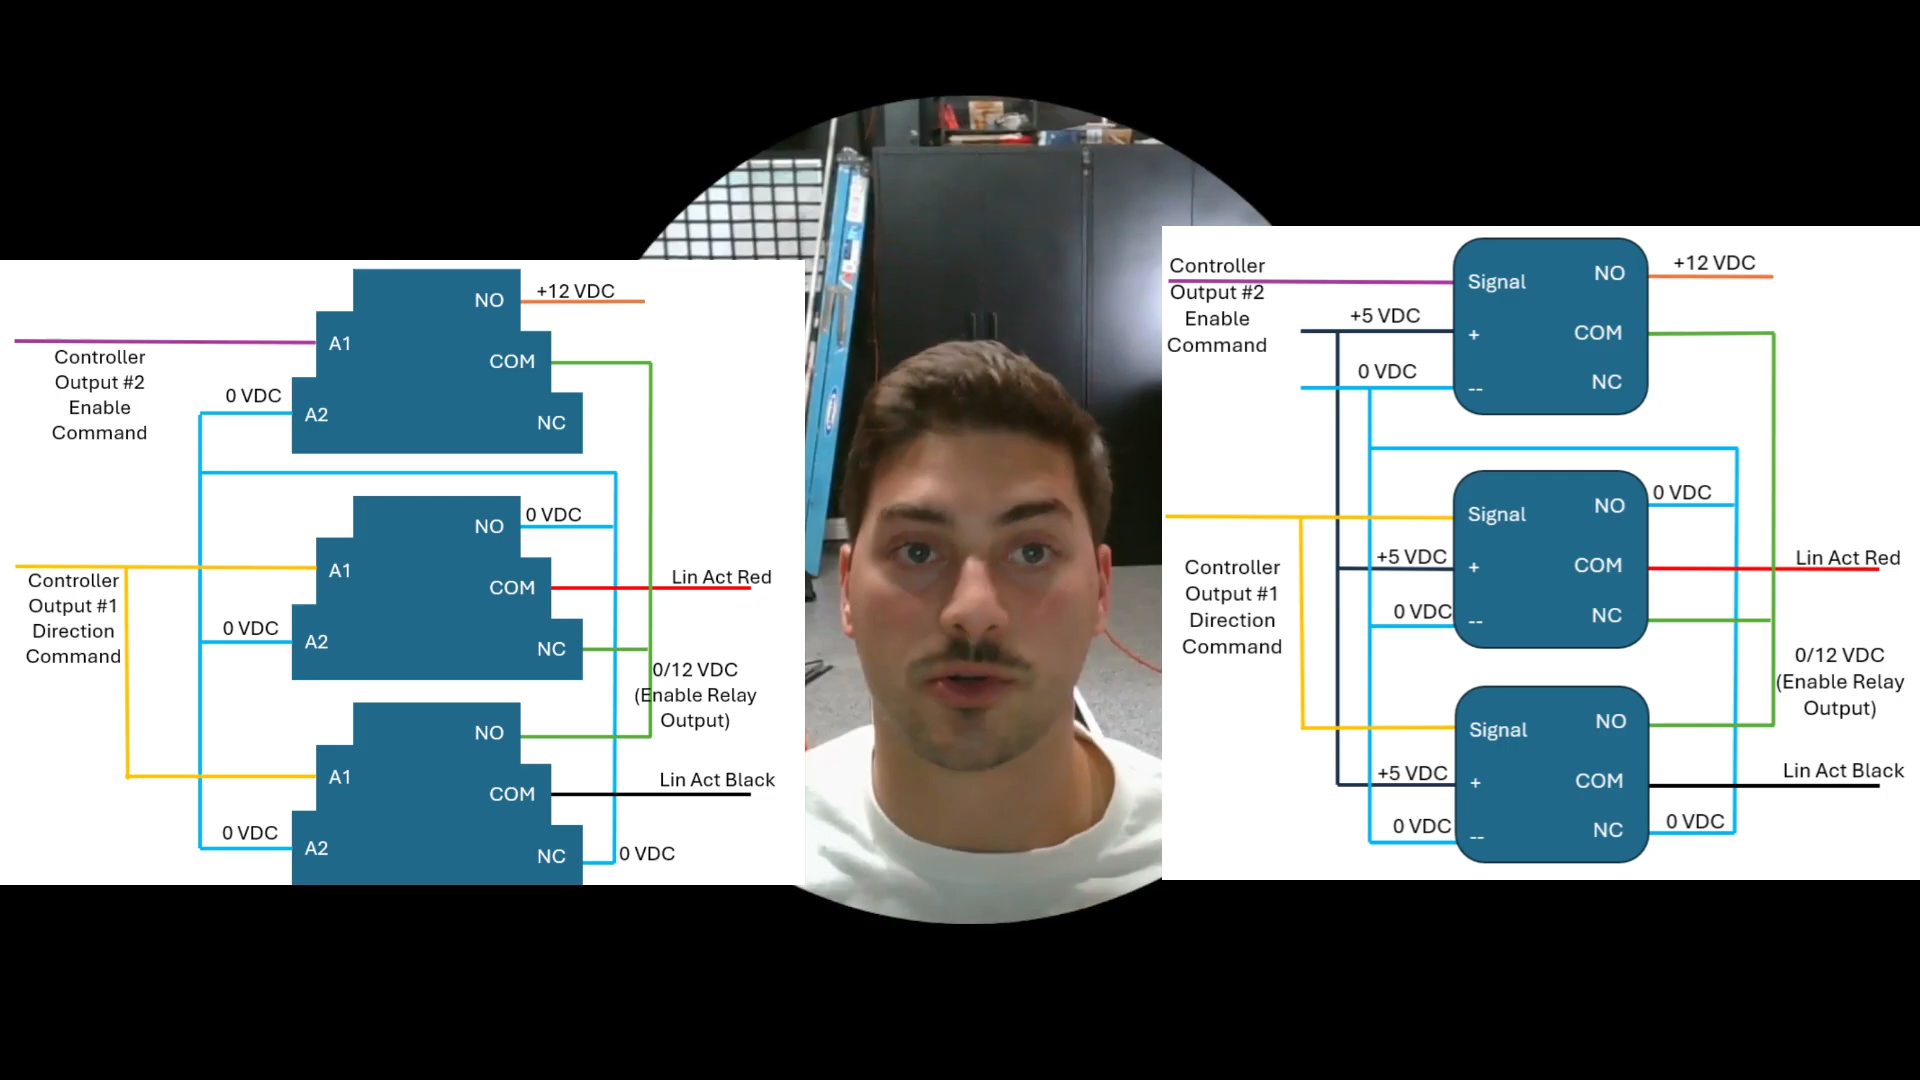 NO
+12 VDC
A1
Controller
Output #2
Enable
Command
COM
0 VDC
A2
NC
NO
0 VDC
A1
Controller
Output #1
Direction
Command
COM
Lin Act Red
0 VDC
A2
NC
0/12 VDC
(Enable Relay
Output)
NO
A1
COM
Lin Act Black
0 VDC
A2
NC
0 VDC
Controller
Output #2
Enable
Command
Signal
NO
+12 VDC
+5 VDC
+
COM
0 VDC
--
NC
Signal
NO
0 VDC
Controller
Output #1
Direction
Command
+5 VDC
+
COM
Lin Act Red
0 VDC
--
NC
0/12 VDC
(Enable Relay
Output)
Signal
NO
+5 VDC
+
COM
Lin Act Black
0 VDC
--
NC
0 VDC